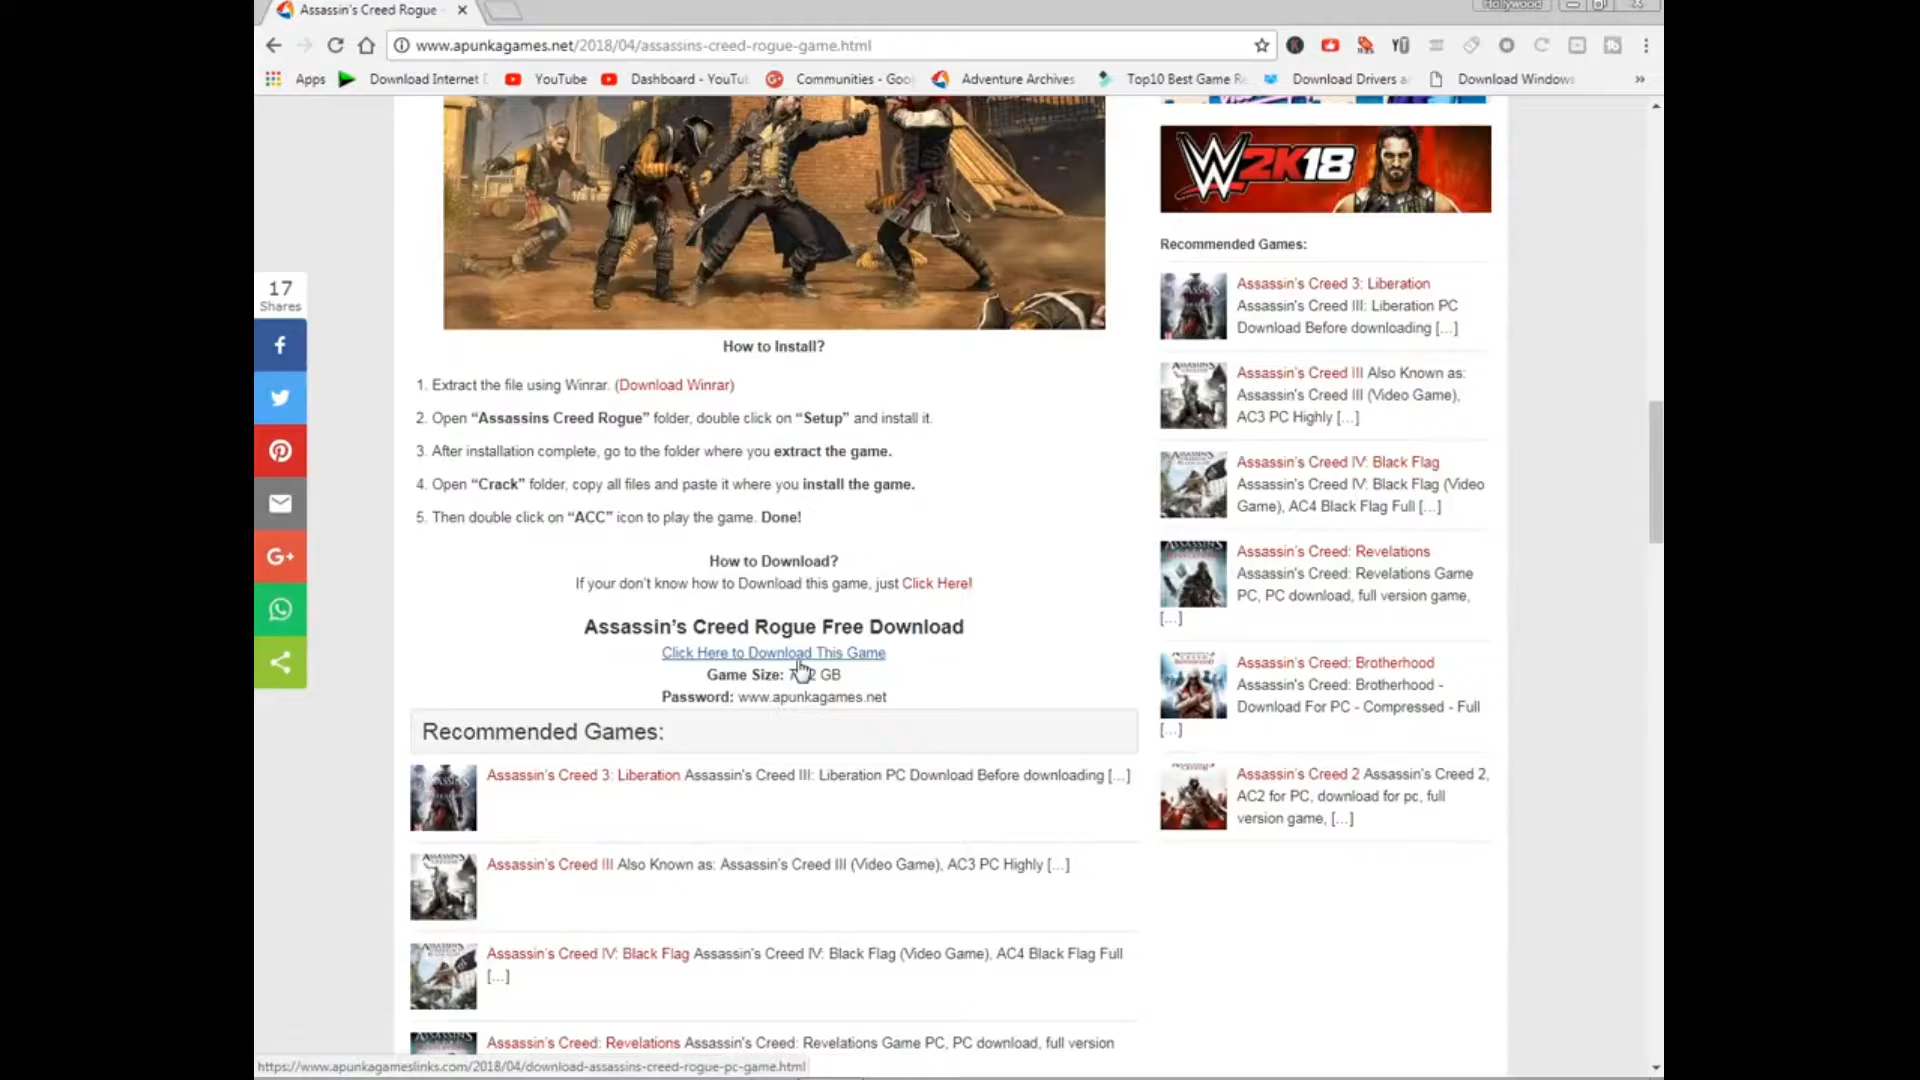 Assassin's Creed Rogue
Hollywood
www.apunkagames.net/2018/04/assassins-creed-rogue-game.html
Apps
Download Internet
YouTube
Dashboard - YouTu
Communities - Goo
Adventure Archives
Top10 Best Game Re
Download Drivers a
Download Windows
»
17
Shares
W2K18
How to Install?
1. Extract the file using Winrar. (Download Winrar)
2. Open “Assassins Creed Rogue” folder, double click on “Setup” and install it.
3. After installation complete, go to the folder where you extract the game.
4. Open “Crack” folder, copy all files and paste it where you install the game.
5. Then double click on “ACC” icon to play the game. Done!
How to Download?
If your don’t know how to Download this game, just Click Here!
Assassin’s Creed Rogue Free Download
Click Here to Download This Game
Game Size: GB
Password: www.apunkagames.net
Recommended Games:
Assassin’s Creed 3: Liberation Assassin's Creed III: Liberation PC Download Before downloading [...]
Assassin’s Creed III Also Known as: Assassin's Creed III (Video Game), AC3 PC Highly [...]
Assassin’s Creed IV: Black Flag Assassin's Creed IV: Black Flag (Video Game), AC4 Black Flag Full
[...]
Assassin’s Creed: Revelations Assassin's Creed: Revelations Game PC, PC download, full version
Recommended Games:
Assassin’s Creed 3: Liberation
Assassin's Creed III: Liberation PC
Download Before downloading [...]
Assassin’s Creed III Also Known as:
Assassin's Creed III (Video Game),
AC3 PC Highly [...]
Assassin’s Creed IV: Black Flag
Assassin's Creed IV: Black Flag (Video
Game), AC4 Black Flag Full [...]
Assassin’s Creed: Revelations
Assassin's Creed: Revelations Game
PC, PC download, full version game,
[...]
Assassin’s Creed: Brotherhood
Assassin's Creed: Brotherhood -
Download For PC - Compressed - Full
[...]
Assassin’s Creed 2 Assassin's Creed 2,
AC2 for PC, download for pc, full
version game, [...]
https://www.apunkagameslinks.com/2018/04/download-assassins-creed-rogue-pc-game.html